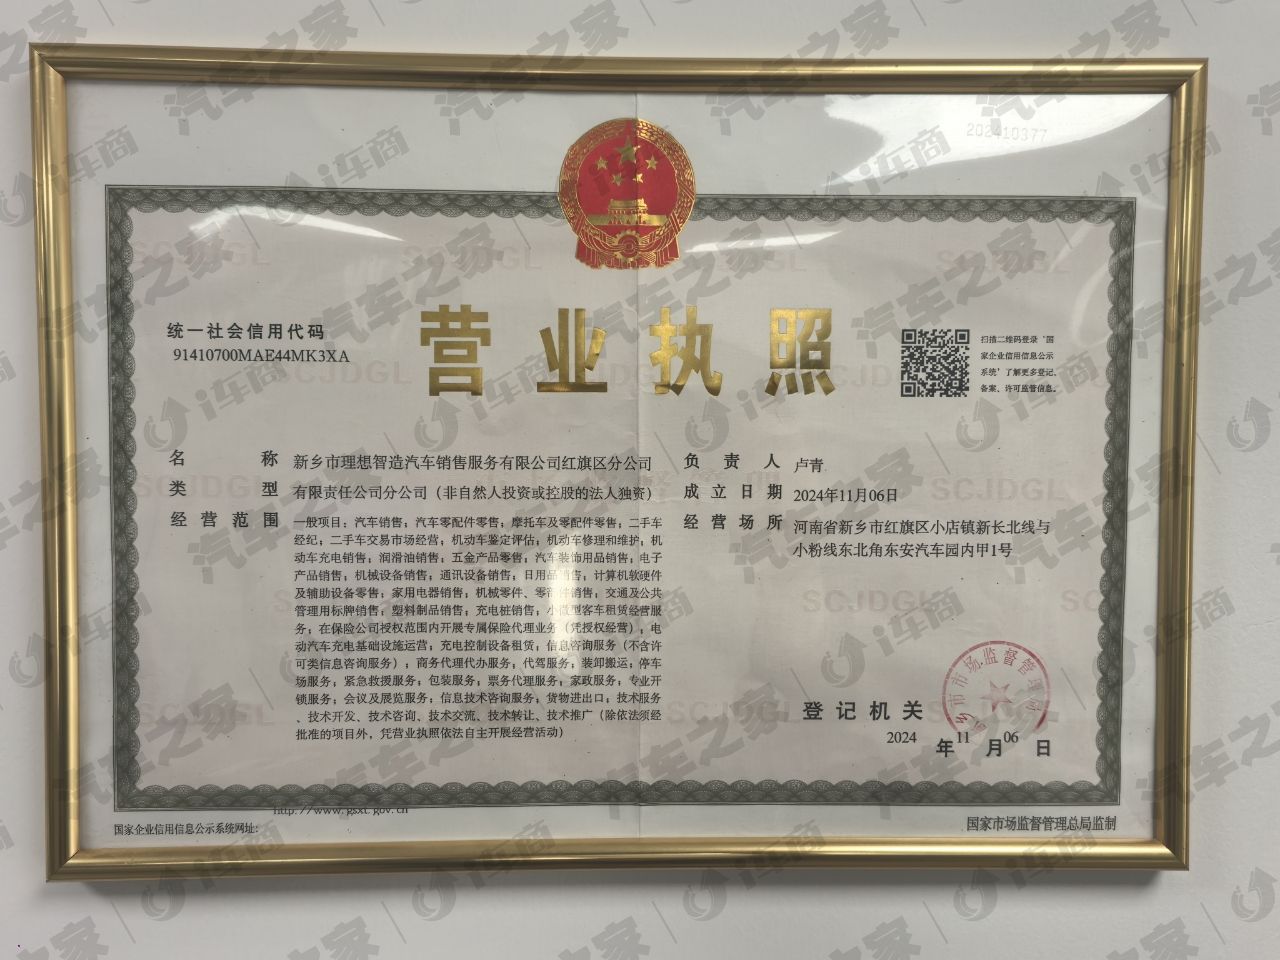 202410377
营业执照
统一社会信用代码
91410700MAE44MK3XA
扫描二维码登录‘国
家企业信用信息公示
系统’了解更多登记、
备案、许可监管信息。
名称 新乡市理想智造汽车销售服务有限公司红旗区分公司
类型 有限责任公司分公司（非自然人投资或控股的法人独资）
经营范围 一般项目：汽车销售；汽车零配件零售；摩托车及零配件零售；二手车
经纪；二手车交易市场经营；机动车鉴定评估；机动车修理和维护；机
动车充电销售；润滑油销售；五金产品零售；汽车装饰用品销售；电子
产品销售；机械设备销售；通讯设备销售；日用品销售；计算机软硬件
及辅助设备零售；家用电器销售；机械零件、零部件销售；交通及公共
管理用标牌销售；塑料制品销售；充电桩销售；小微型客车租赁经营服
务；在保险公司授权范围内开展专属保险代理业务（凭授权经营）；电
动汽车充电基础设施运营；充电控制设备租赁；信息咨询服务（不含许
可类信息咨询服务）；商务代理代办服务；代驾服务；装卸搬运；停车
场服务；紧急救援服务；包装服务；票务代理服务；家政服务；专业开
锁服务；会议及展览服务；信息技术咨询服务；货物进出口；技术服务
、技术开发、技术咨询、技术交流、技术转让、技术推广（除依法须经
批准的项目外，凭营业执照依法自主开展经营活动）
负责人 卢青
成立日期 2024年11月06日
经营场所 河南省新乡市红旗区小店镇新长北线与
小粉线东北角东安汽车园内甲1号
登记机关
2024年11月06日
http://www.gsxt.gov.cn
国家企业信用信息公示系统网址：
国家市场监督管理总局监制
汽车之家
i车商
SCJDGL